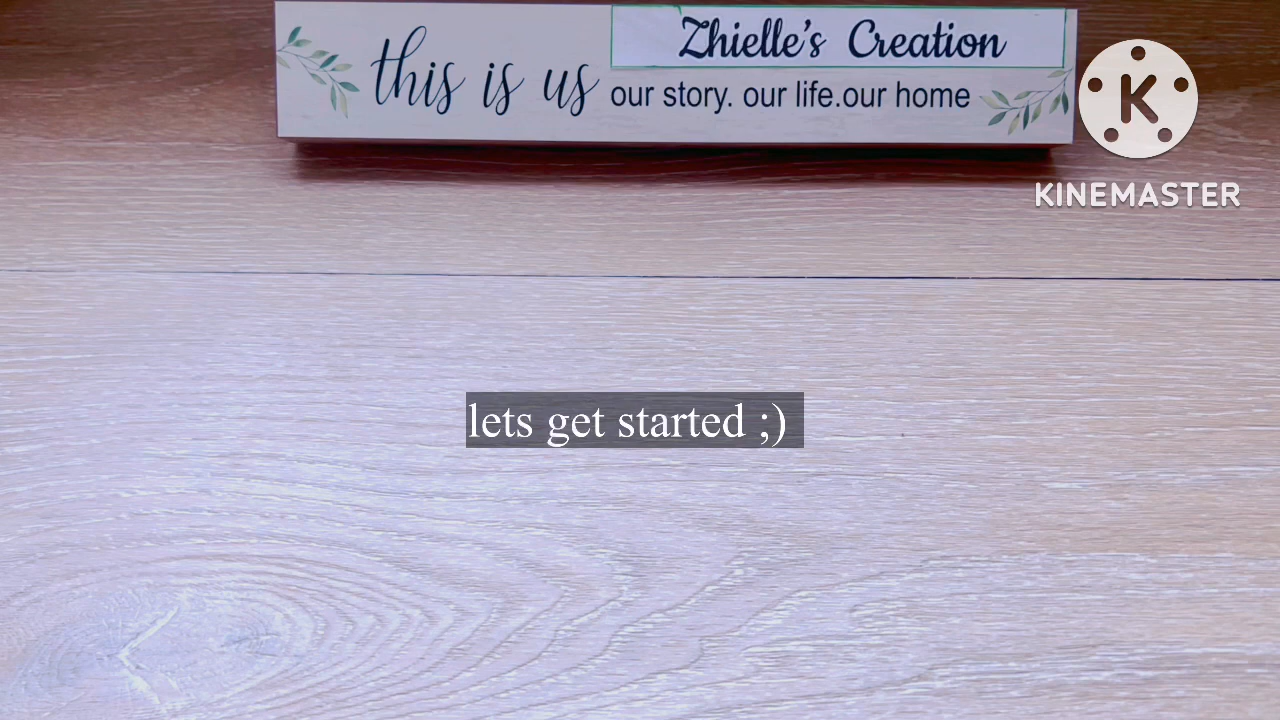 Zhielle's Creation
this is us
our story. our life.our home
K
KINEMASTER
lets get started ;)